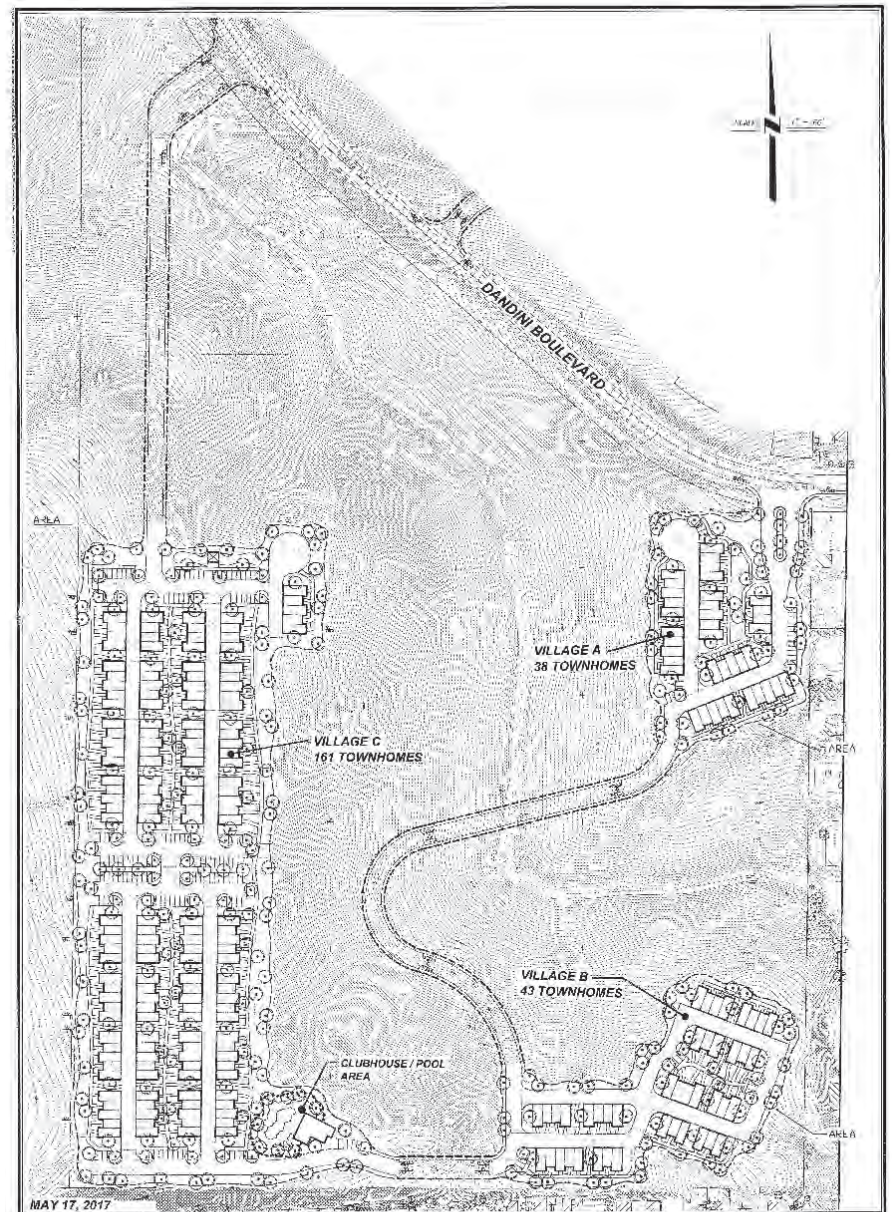 N
DANDINI BOULEVARD
AREA
VILLAGE A
38 TOWNHOMES
VILLAGE C
161 TOWNHOMES
AREA
VILLAGE B
43 TOWNHOMES
CLUBHOUSE / POOL
AREA
AREA
MAY 17, 2017